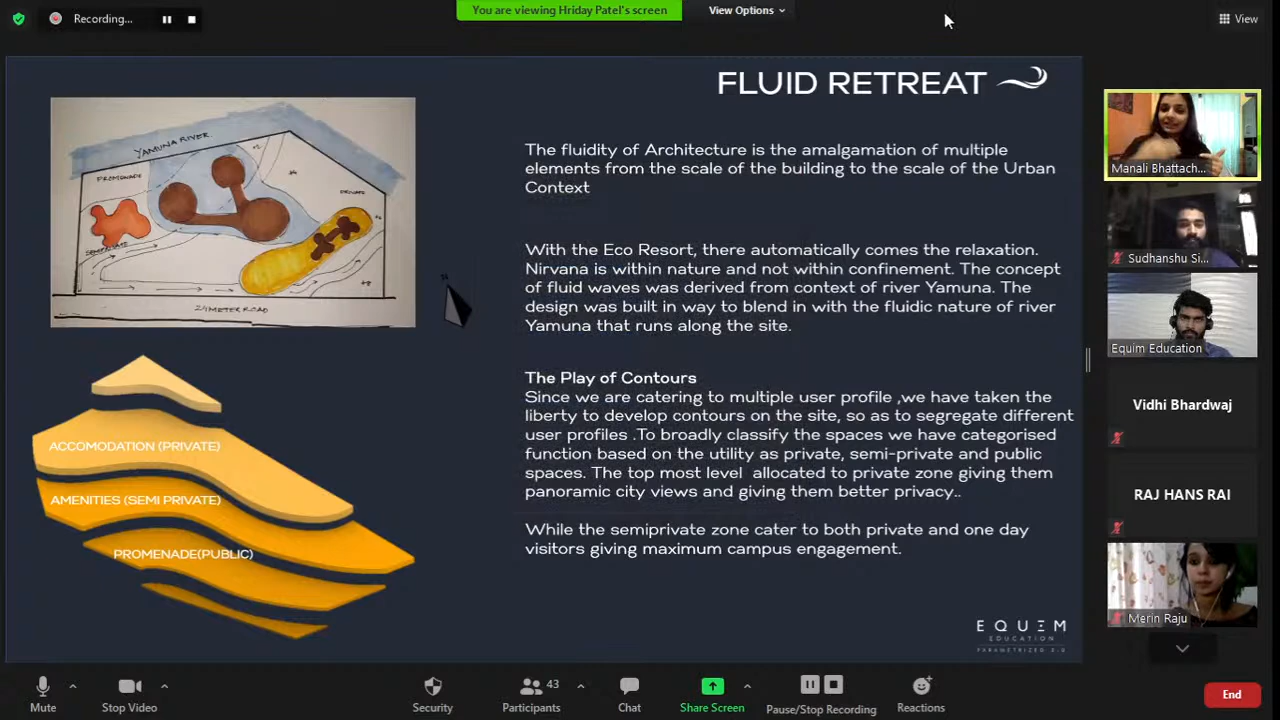 Recording...
You are viewing Hriday Patel's screen
View Options
View
FLUID RETREAT
YAMUNA RIVER
PROMENADE
PRIVATE
SEMIPRIVATE
24 METER ROAD
The fluidity of Architecture is the amalgamation of multiple
elements from the scale of the building to the scale of the Urban
Context
With the Eco Resort, there automatically comes the relaxation.
Nirvana is within nature and not within confinement. The concept
of fluid waves was derived from context of river Yamuna. The
design was built in way to blend in with the fluidic nature of river
Yamuna that runs along the site.
The Play of Contours
Since we are catering to multiple user profile ,we have taken the
liberty to develop contours on the site, so as to segregate different
user profiles .To broadly classify the spaces we have categorised
function based on the utility as private, semi-private and public
spaces. The top most level allocated to private zone giving them
panoramic city views and giving them better privacy..
While the semiprivate zone cater to both private and one day
visitors giving maximum campus engagement.
ACCOMODATION (PRIVATE)
AMENITIES (SEMI PRIVATE)
PROMENADE(PUBLIC)
EQUEM
EDUCATION
PARAMETRIZED 2.0
Manali Bhattach...
Sudhanshu Si...
Equim Education
Vidhi Bhardwaj
RAJ HANS RAI
Merin Raju
Mute
Stop Video
Security
Participants
43
Chat
Share Screen
Pause/Stop Recording
Reactions
End